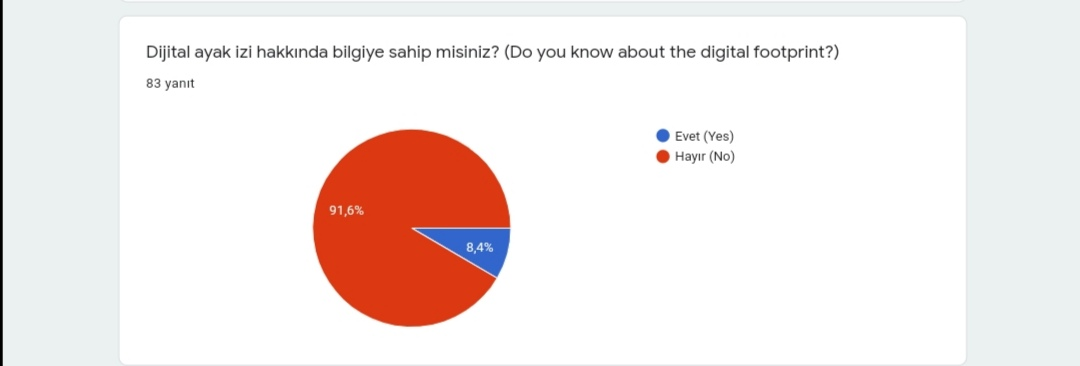 Dijital ayak izi hakkında bilgiye sahip misiniz? (Do you know about the digital footprint?)
83 yanıt
Evet (Yes)
Hayır (No)
91,6%
8,4%